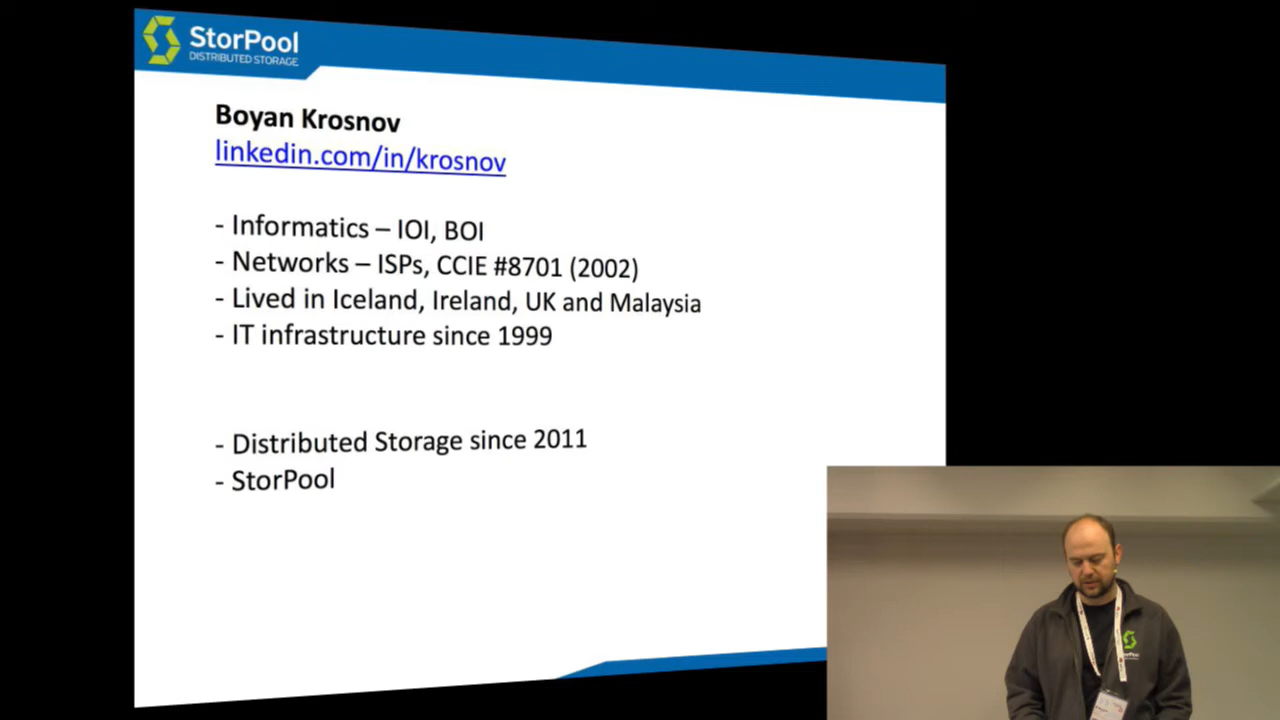 StorPool
DISTRIBUTED STORAGE
Boyan Krosnov
linkedin.com/in/krosnov
- Informatics – IOI, BOI
- Networks – ISPs, CCIE #8701 (2002)
- Lived in Iceland, Ireland, UK and Malaysia
- IT infrastructure since 1999
- Distributed Storage since 2011
- StorPool
StorPool